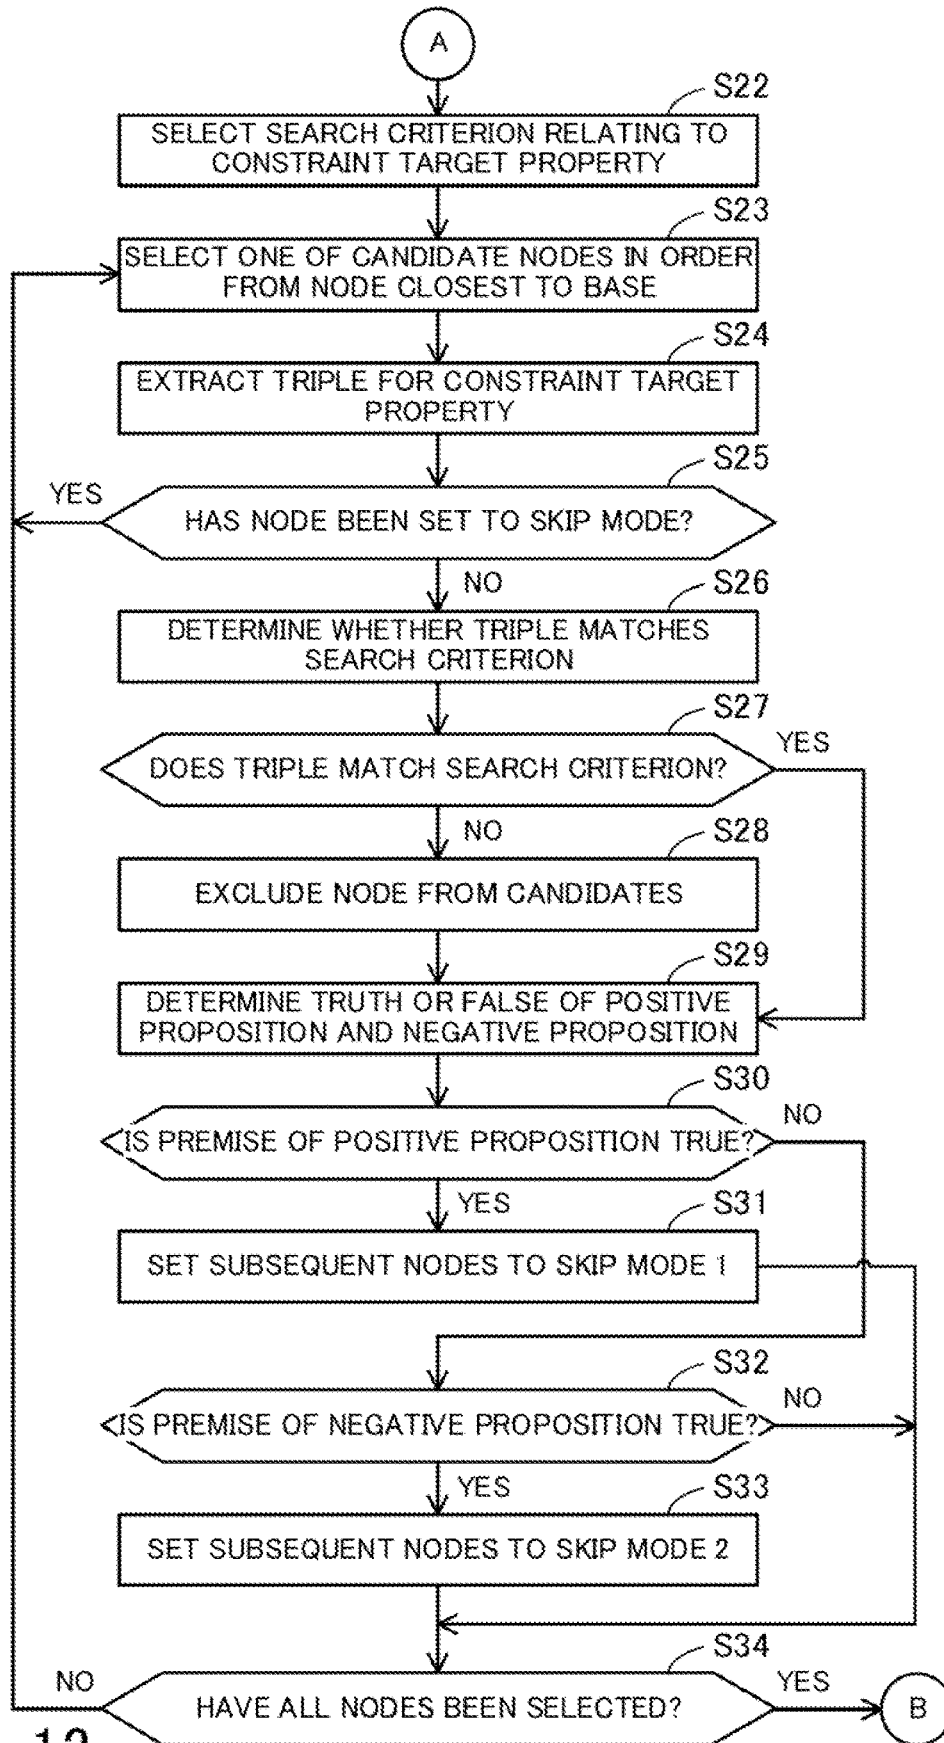 A
S22
SELECT SEARCH CRITERION RELATING TO
CONSTRAINT TARGET PROPERTY
S23
SELECT ONE OF CANDIDATE NODES IN ORDER
FROM NODE CLOSEST TO BASE
S24
EXTRACT TRIPLE FOR CONSTRAINT TARGET
PROPERTY
S25
YES
HAS NODE BEEN SET TO SKIP MODE?
NO
S26
DETERMINE WHETHER TRIPLE MATCHES
SEARCH CRITERION
S27
YES
DOES TRIPLE MATCH SEARCH CRITERION?
NO
S28
EXCLUDE NODE FROM CANDIDATES
S29
DETERMINE TRUTH OR FALSE OF POSITIVE
PROPOSITION AND NEGATIVE PROPOSITION
S30
NO
IS PREMISE OF POSITIVE PROPOSITION TRUE?
YES
S31
SET SUBSEQUENT NODES TO SKIP MODE 1
S32
NO
IS PREMISE OF NEGATIVE PROPOSITION TRUE?
YES
S33
SET SUBSEQUENT NODES TO SKIP MODE 2
S34
NO
YES
HAVE ALL NODES BEEN SELECTED?
B